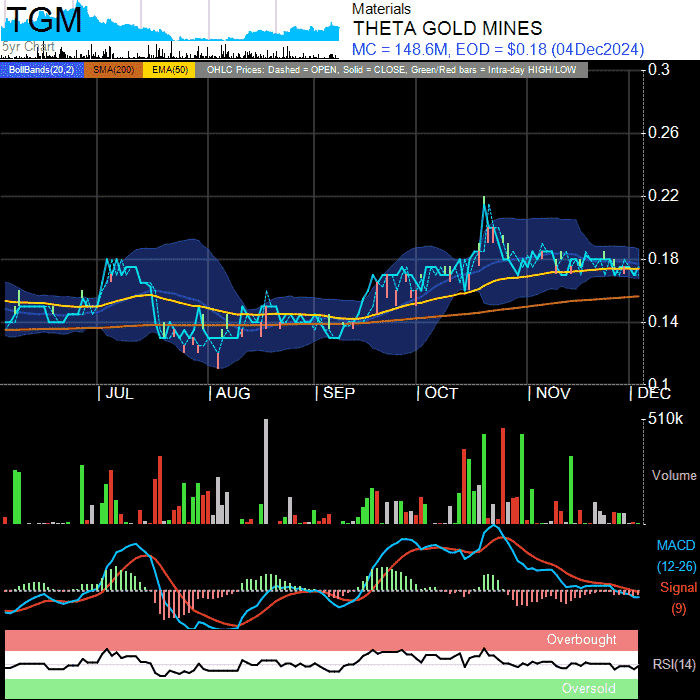 TGM
5yr Chart
Materials
THETA GOLD MINES
MC = 148.6M, EOD = $0.18 (04Dec2024)
BollBands(20,2) SMA(200) EMA(50) OHLC Prices: Dashed = OPEN, Solid = CLOSE, Green/Red bars = Intra-day HIGH/LOW
0.3
0.26
0.22
0.18
0.14
0.1
JUL AUG SEP OCT NOV DEC
510k
Volume
MACD
(12-26)
Signal
(9)
Overbought
RSI(14)
Oversold